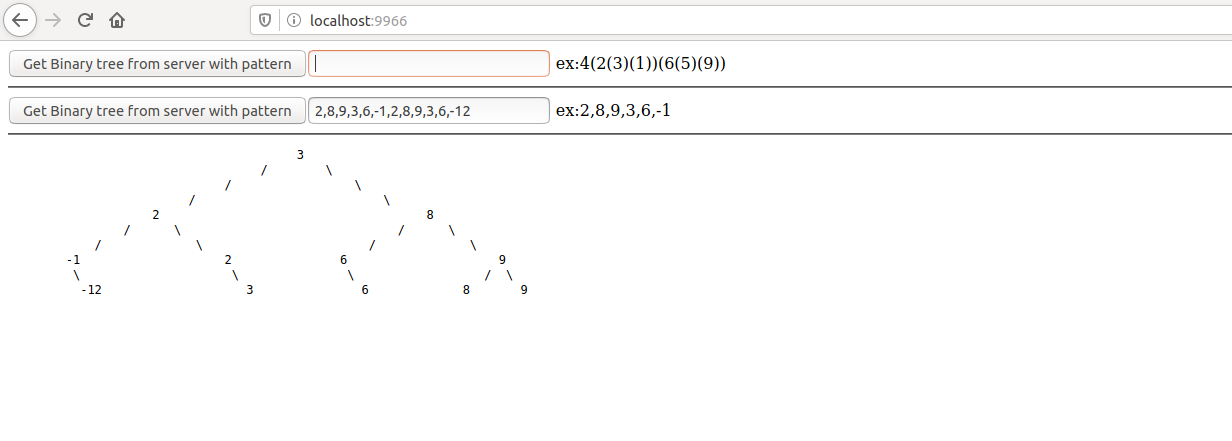 localhost:9966
Get Binary tree from server with pattern ex:4(2(3)(1))(6(5)(9))
Get Binary tree from server with pattern 2,8,9,3,6,-1,2,8,9,3,6,-12 ex:2,8,9,3,6,-1
3
/ \
/ \
/ \
2 8
/ \ / \
/ \ / \
-1 2 6 9
\ \ \ / \
-12 3 6 8 9